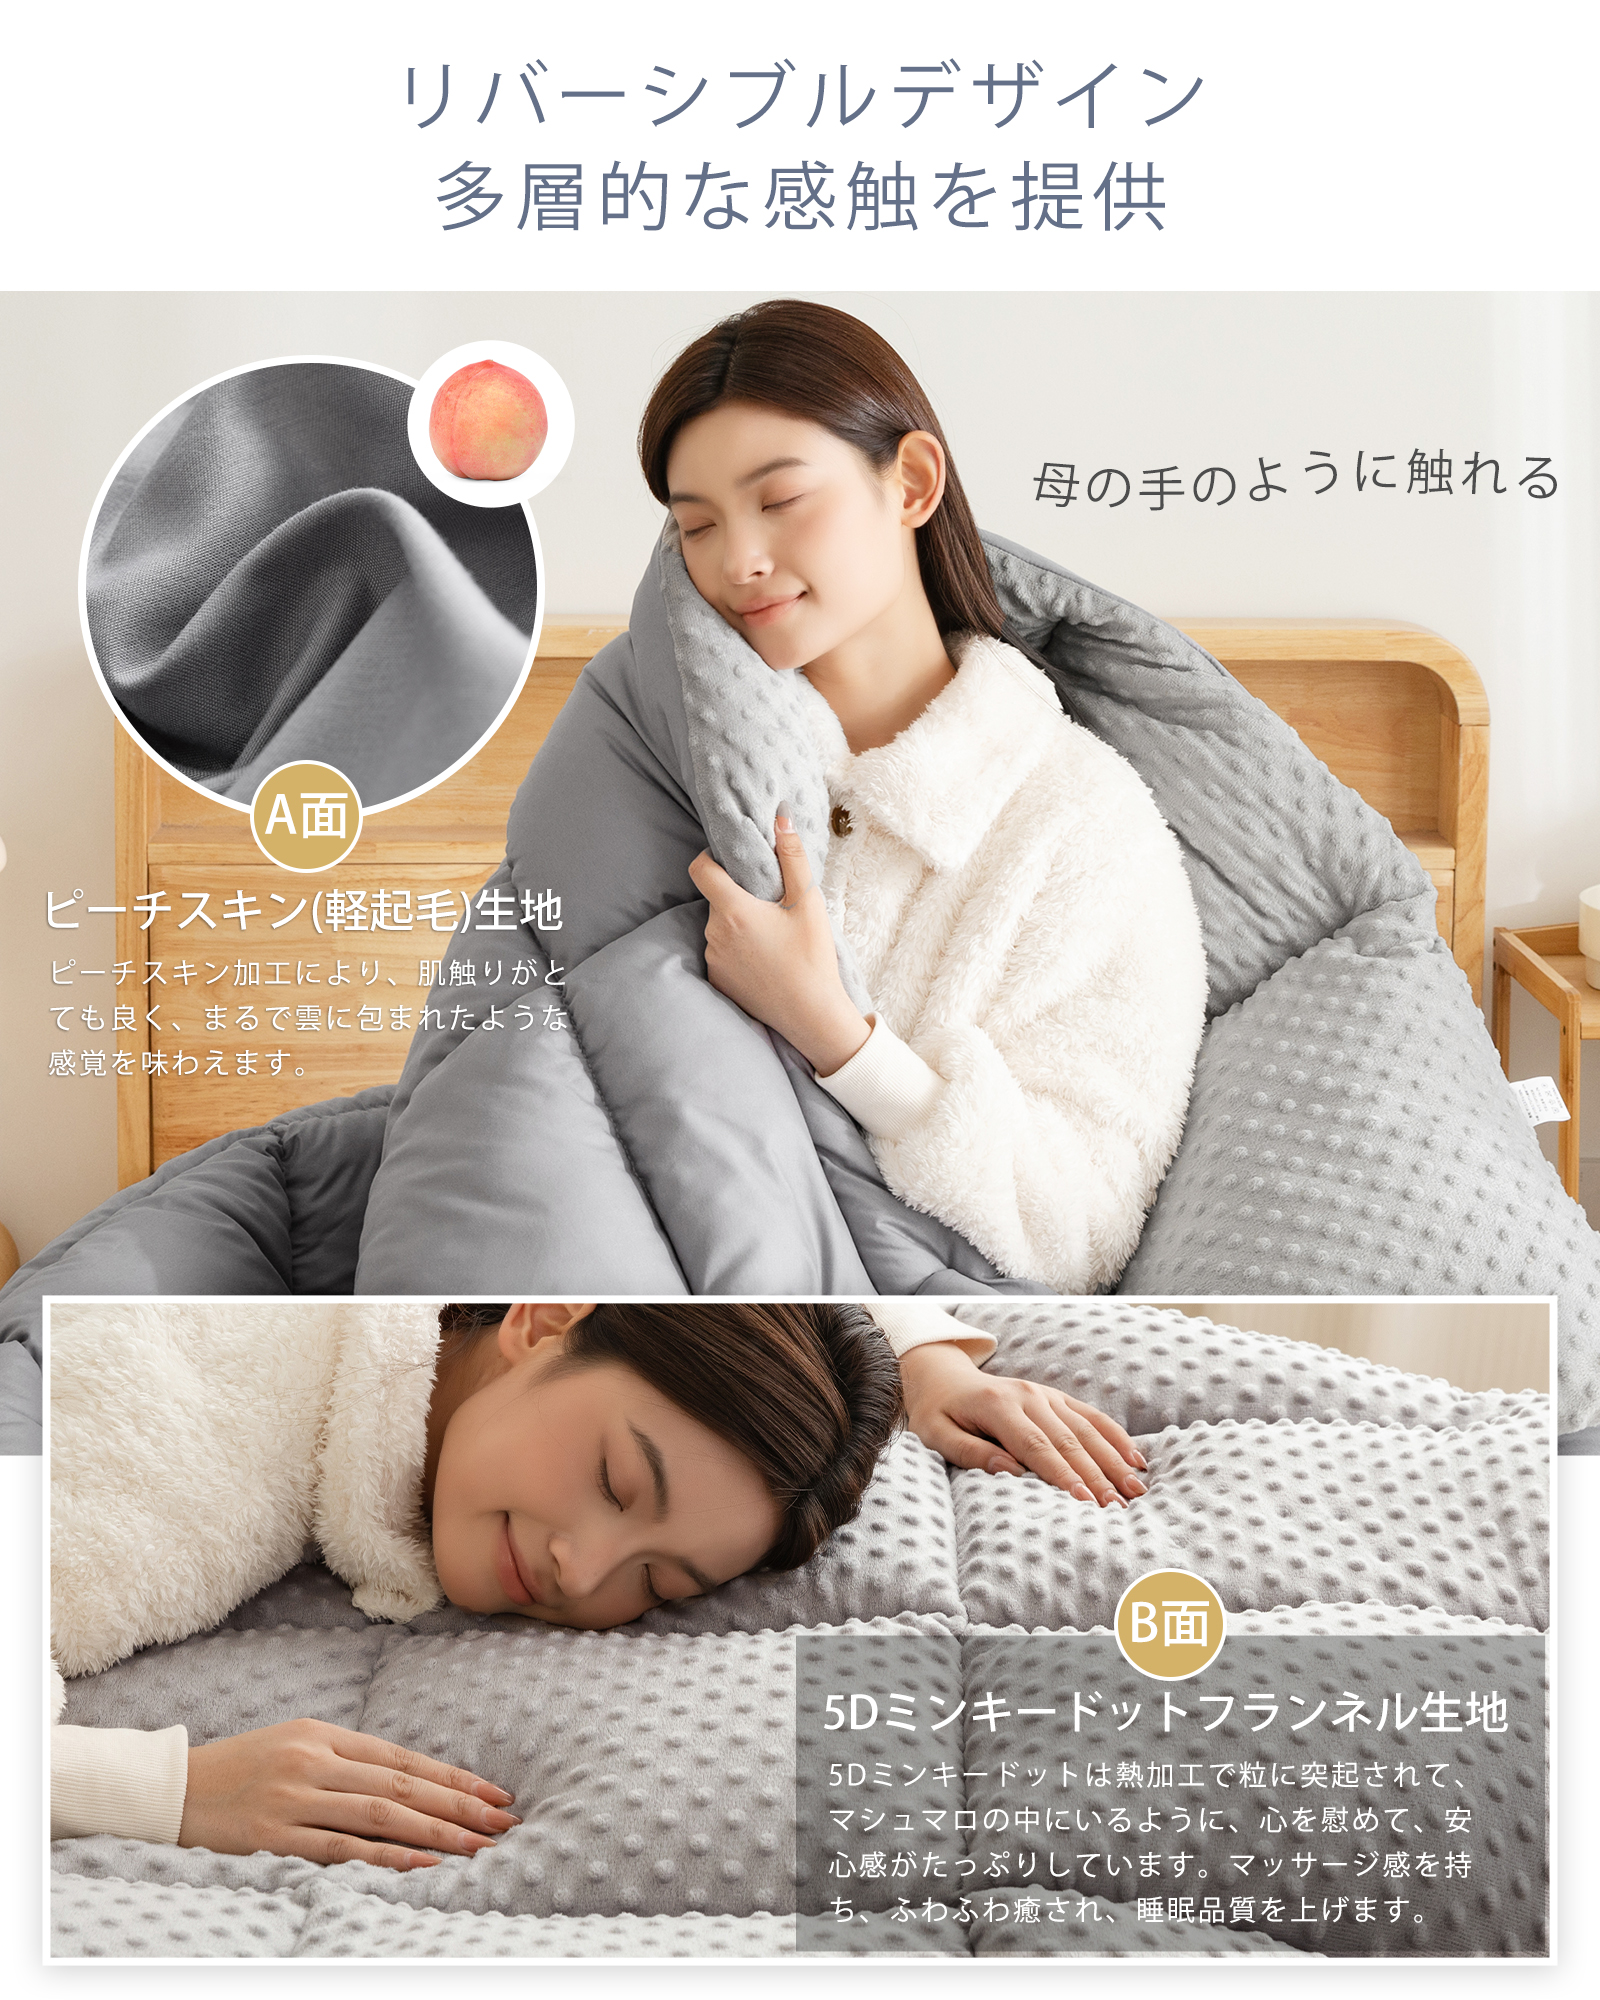 リバーシブルデザイン
多層的な感触を提供
母の手のように触れる
A面
ピーチスキン(軽起毛)生地
ピーチスキン加工により、肌触りがと
ても良く、まるで雲に包まれたような
感覚を味わえます。
B面
5Dミンキードットフランネル生地
5Dミンキードットは熱加工で粒に突起されて、
マシュマロの中にいるように、心を慰めて、安
心感がたっぷりしています。マッサージ感を持
ち、ふわふわ癒され、睡眠品質を上げます。